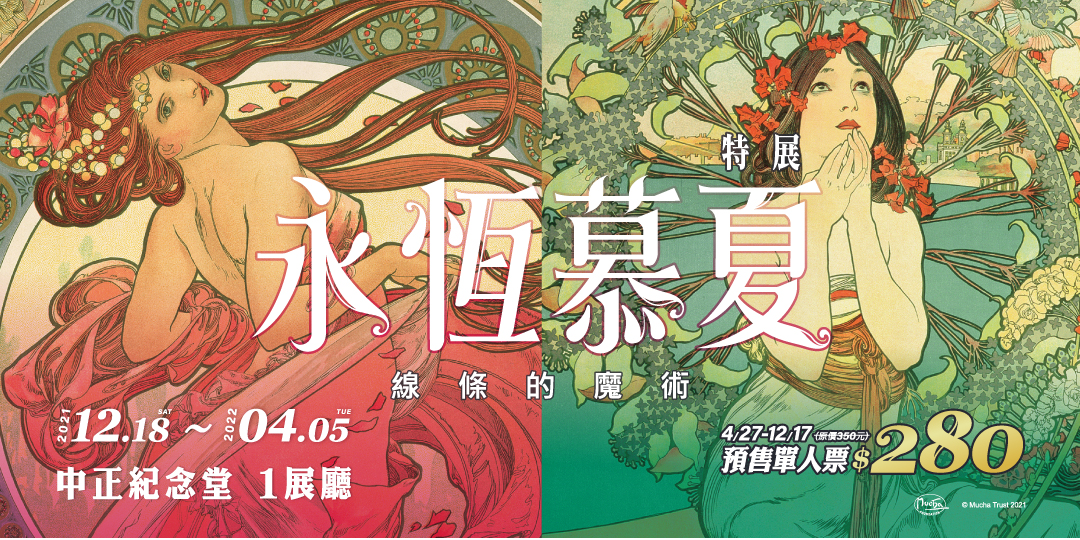 特展
永恆慕夏
線條的魔術
2021 12.18 SAT ~ 2022 04.05 TUE
中正紀念堂 1展廳
4/27-12/17 (原價350元)
預售單人票 $280
Mucha
© Mucha Trust 2021